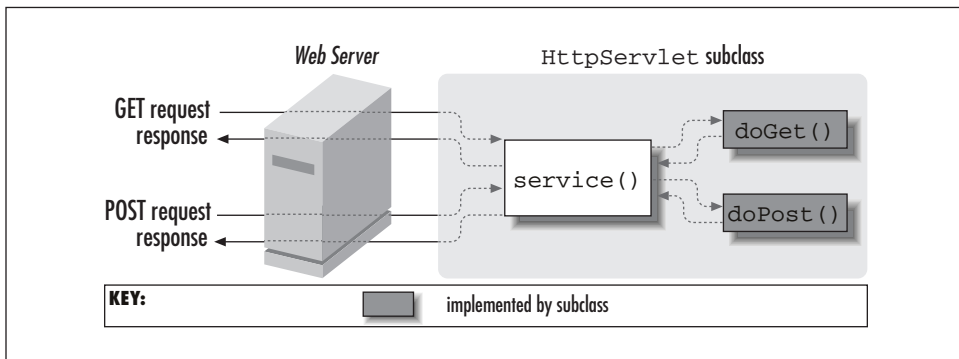 Web Server
HttpServlet subclass
GET request
response
doGet()
service()
POST request
response
doPost()
KEY:
implemented by subclass